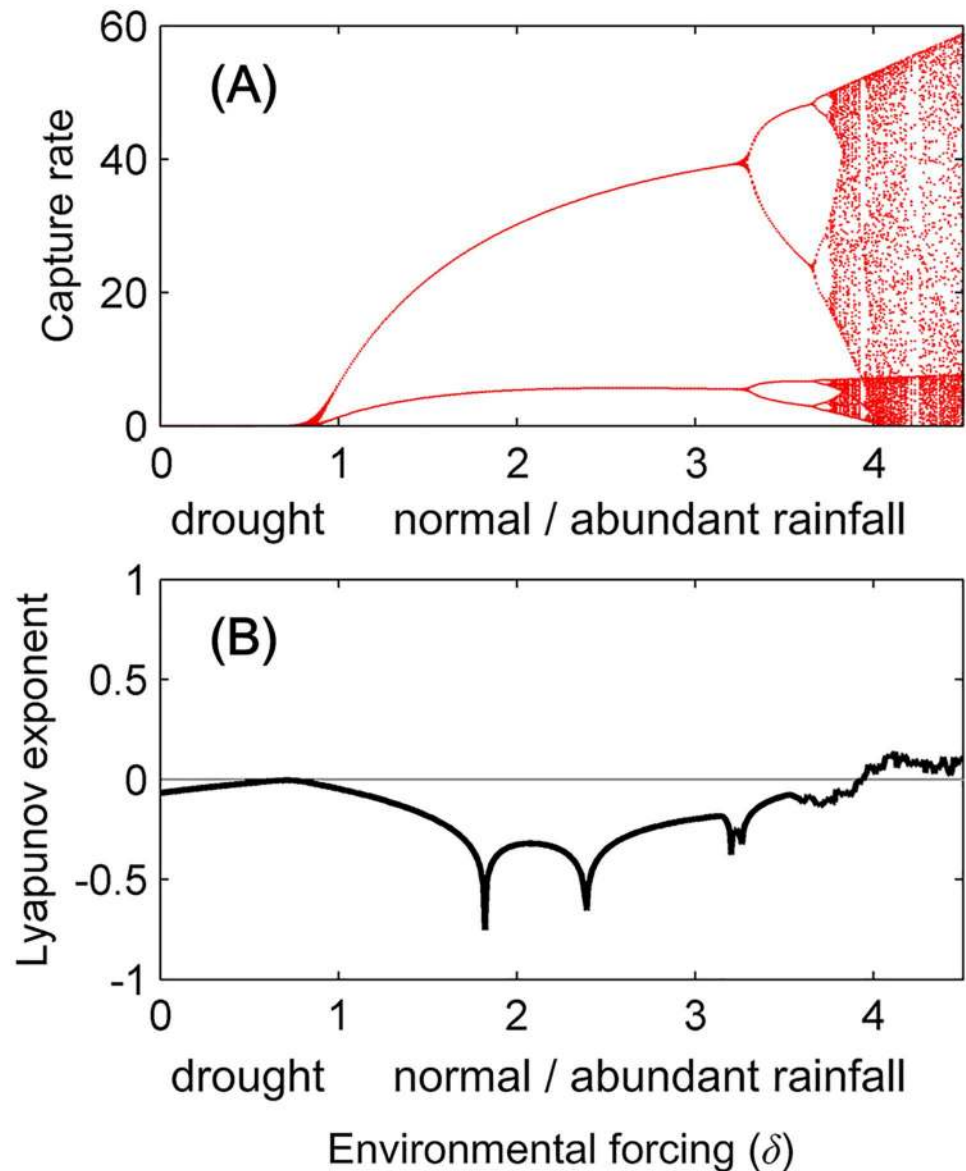 (A)
Capture rate
60
40
20
0
0 1 2 3 4
drought normal / abundant rainfall
(B)
Lyapunov exponent
1
0.5
0
-0.5
-1
0 1 2 3 4
drought normal / abundant rainfall
Environmental forcing (δ)